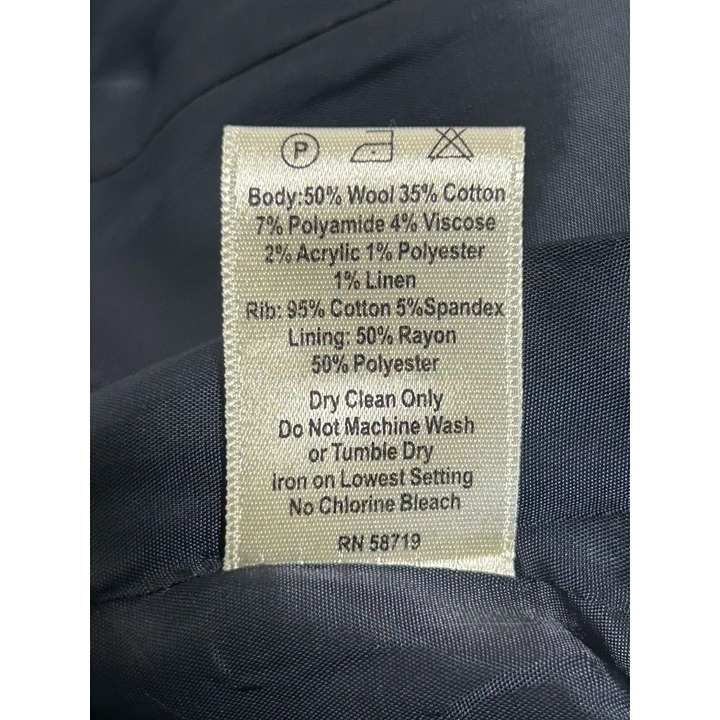 P
Body:50% Wool 35% Cotton
7% Polyamide 4% Viscose
2% Acrylic 1% Polyester
1% Linen
Rib: 95% Cotton 5%Spandex
Lining: 50% Rayon
50% Polyester
Dry Clean Only
Do Not Machine Wash
or Tumble Dry
Iron on Lowest Setting
No Chlorine Bleach
RN 58719